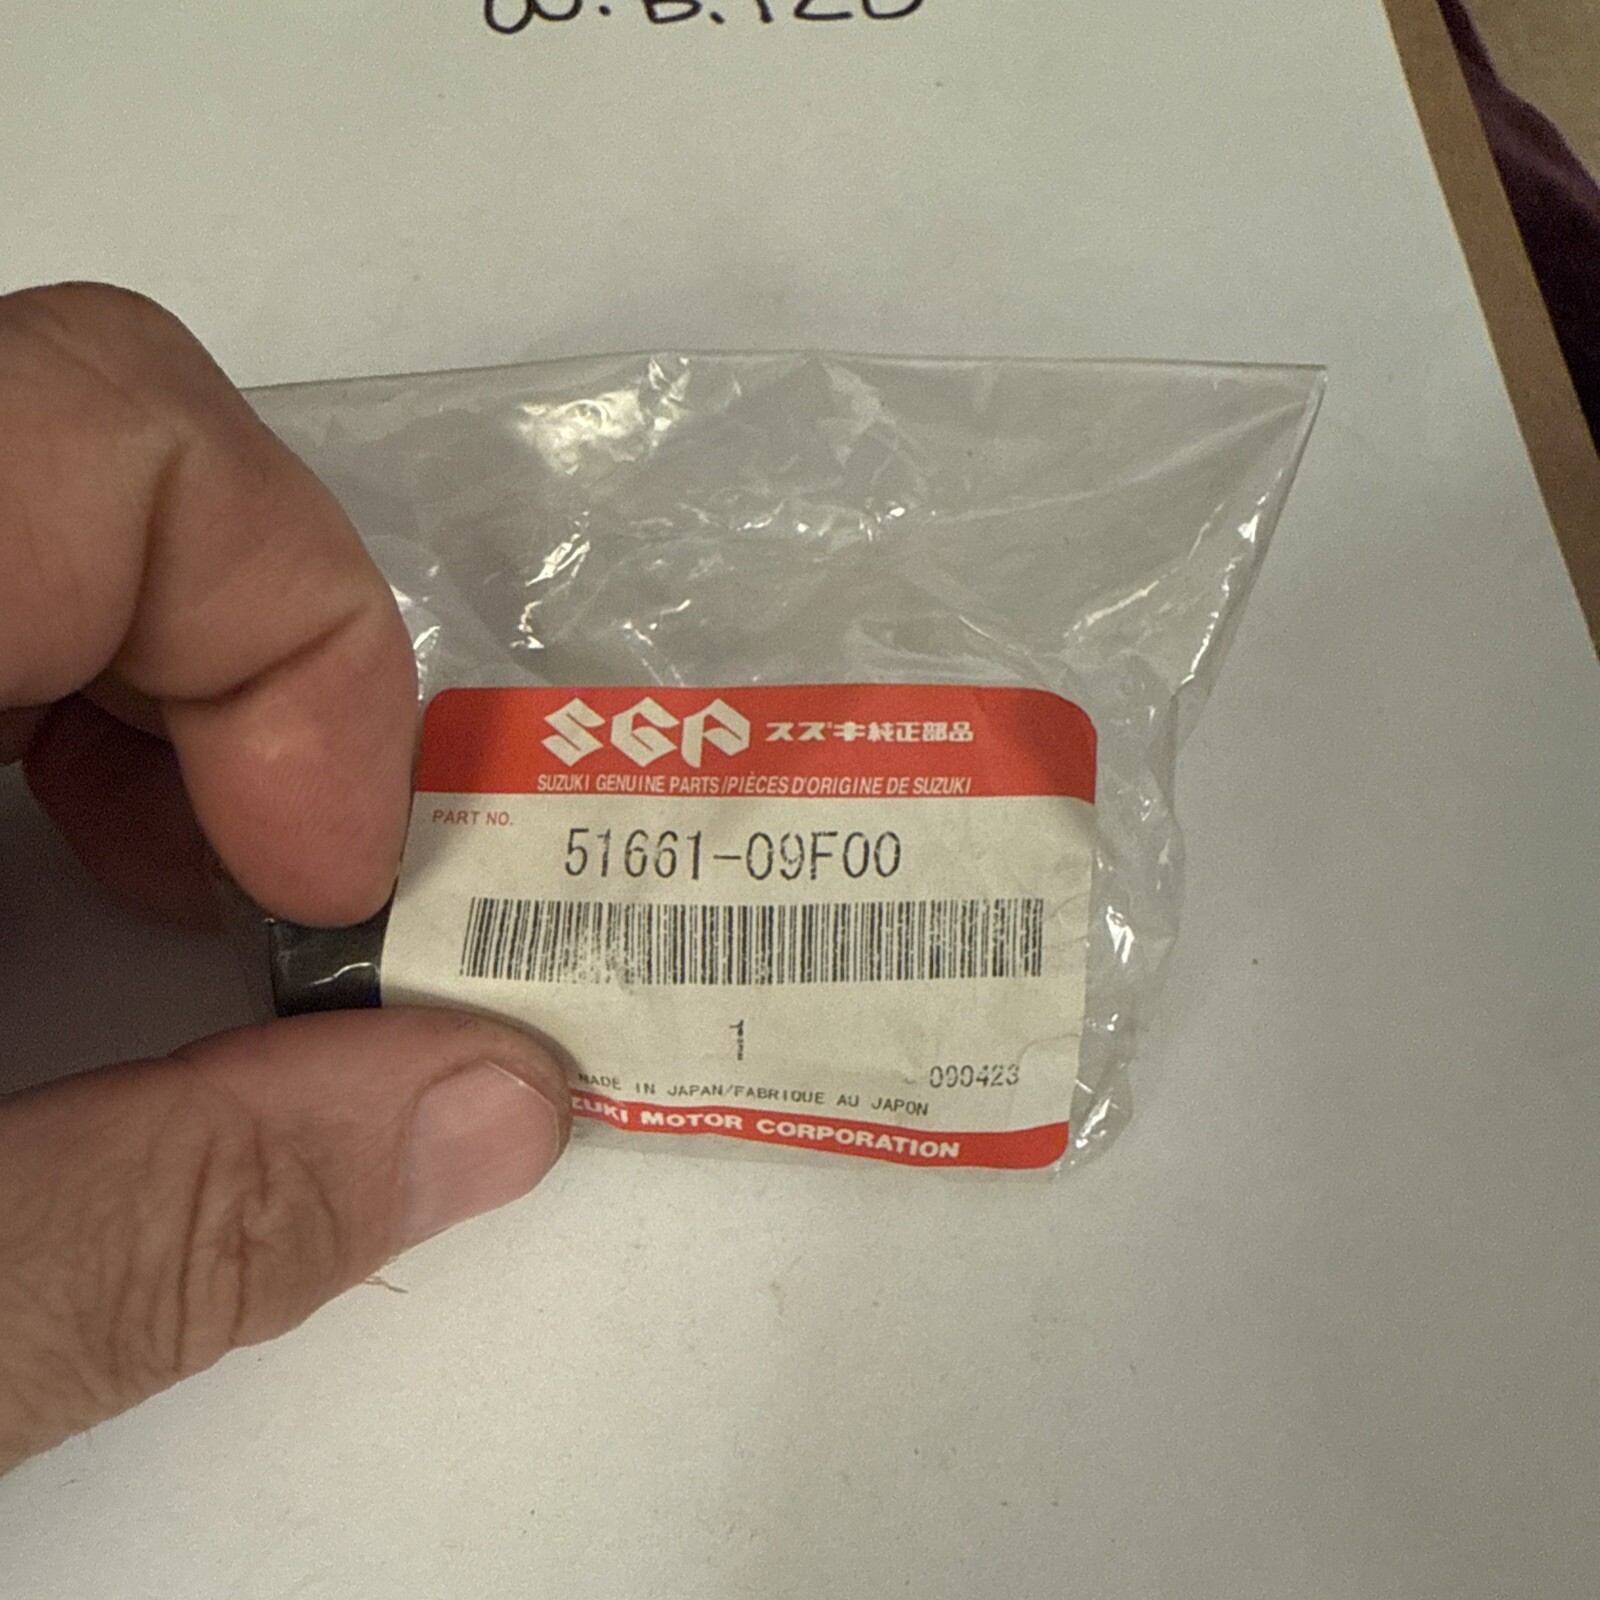 SGP スズキ純正部品
SUZUKI GENUINE PARTS/PIÈCES D'ORIGINE DE SUZUKI
PART NO.
51661-09F00
1
090423
MADE IN JAPAN/FABRIQUE AU JAPON
ZUKI MOTOR CORPORATION